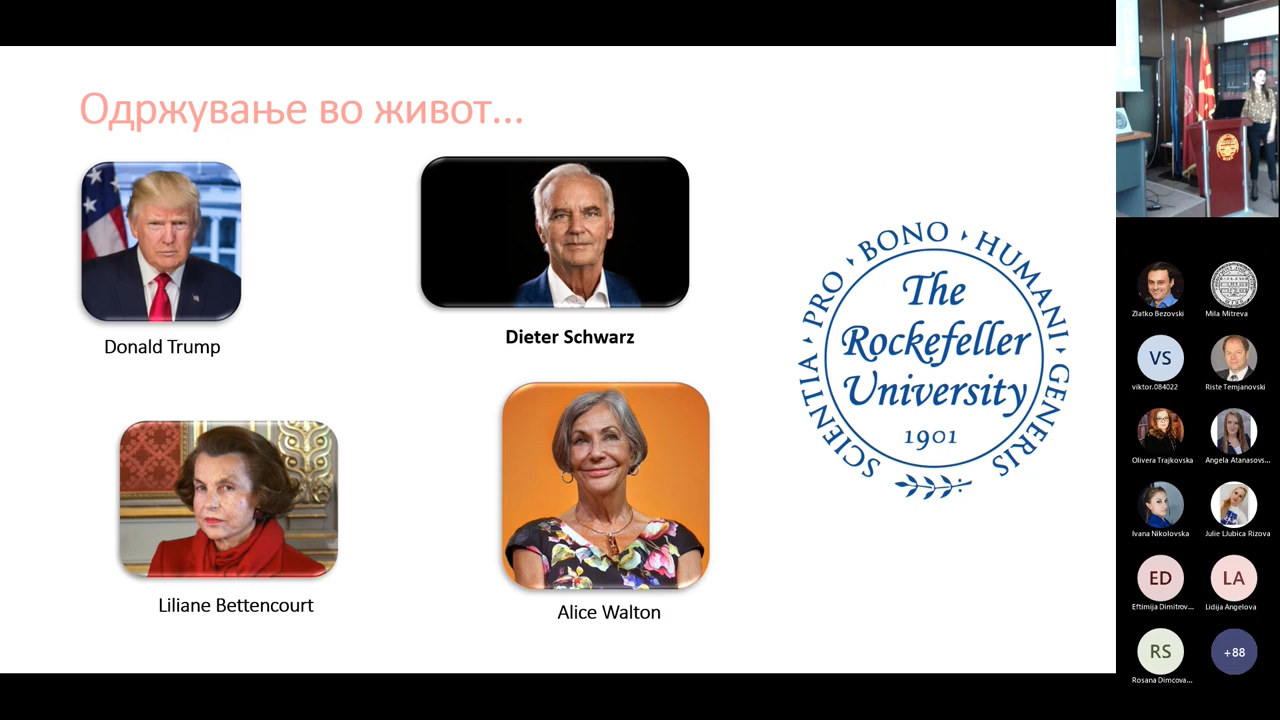 Одржување во живот...
Donald Trump
Dieter Schwarz
Liliane Bettencourt
Alice Walton
SCIENTIA · PRO · BONO · HUMANI · GENERIS
The
Rockefeller
University
1901
Zlatko Bezovski
Mila Mitreva
VS
viktor.084022
Riste Temjanovski
Olivera Trajkovska
Angela Atanasovs...
Ivana Nikolovska
Julie LJubica Rizova
ED
Eftimija Dimitrov...
LA
Lidija Angelova
RS
Rosana Dimcova...
+88